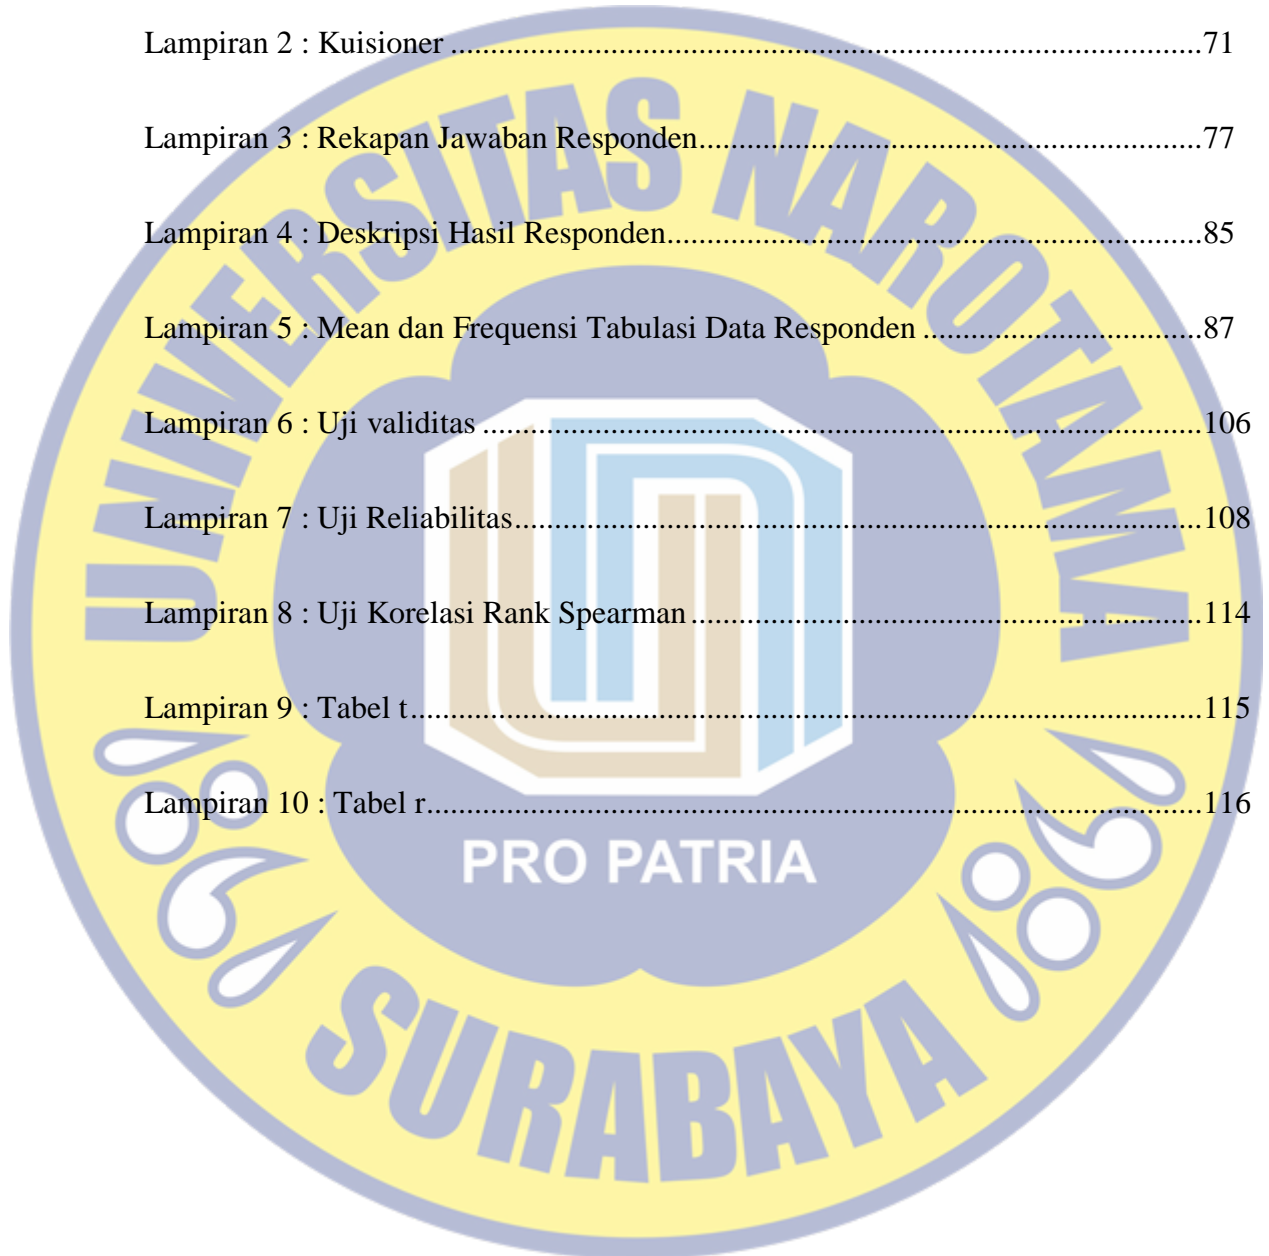 Lampiran 2 : Kuisioner ..............................................................................................71
Lampiran 3 : Rekapan Jawaban Responden...............................................................77
Lampiran 4 : Deskripsi Hasil Responden...................................................................85
Lampiran 5 : Mean dan Frequensi Tabulasi Data Responden ...................................87
Lampiran 6 : Uji validitas ..........................................................................................106
Lampiran 7 : Uji Reliabilitas......................................................................................108
Lampiran 8 : Uji Korelasi Rank Spearman ................................................................114
Lampiran 9 : Tabel t...................................................................................................115
Lampiran 10 : Tabel r.................................................................................................116
UNIVERSITAS NAROTAMA
PRO PATRIA
SURABAYA